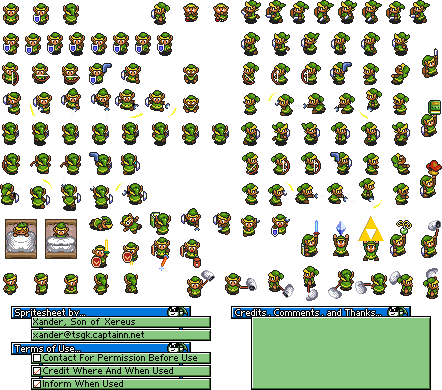 Spritesheet by...
Xander, Son of Xereus
xander@tsgk.captainn.net
Terms of Use..
Contact For Permission Before Use
Credit Where And When Used
Inform When Used
Credits.. Comments.. and Thanks...